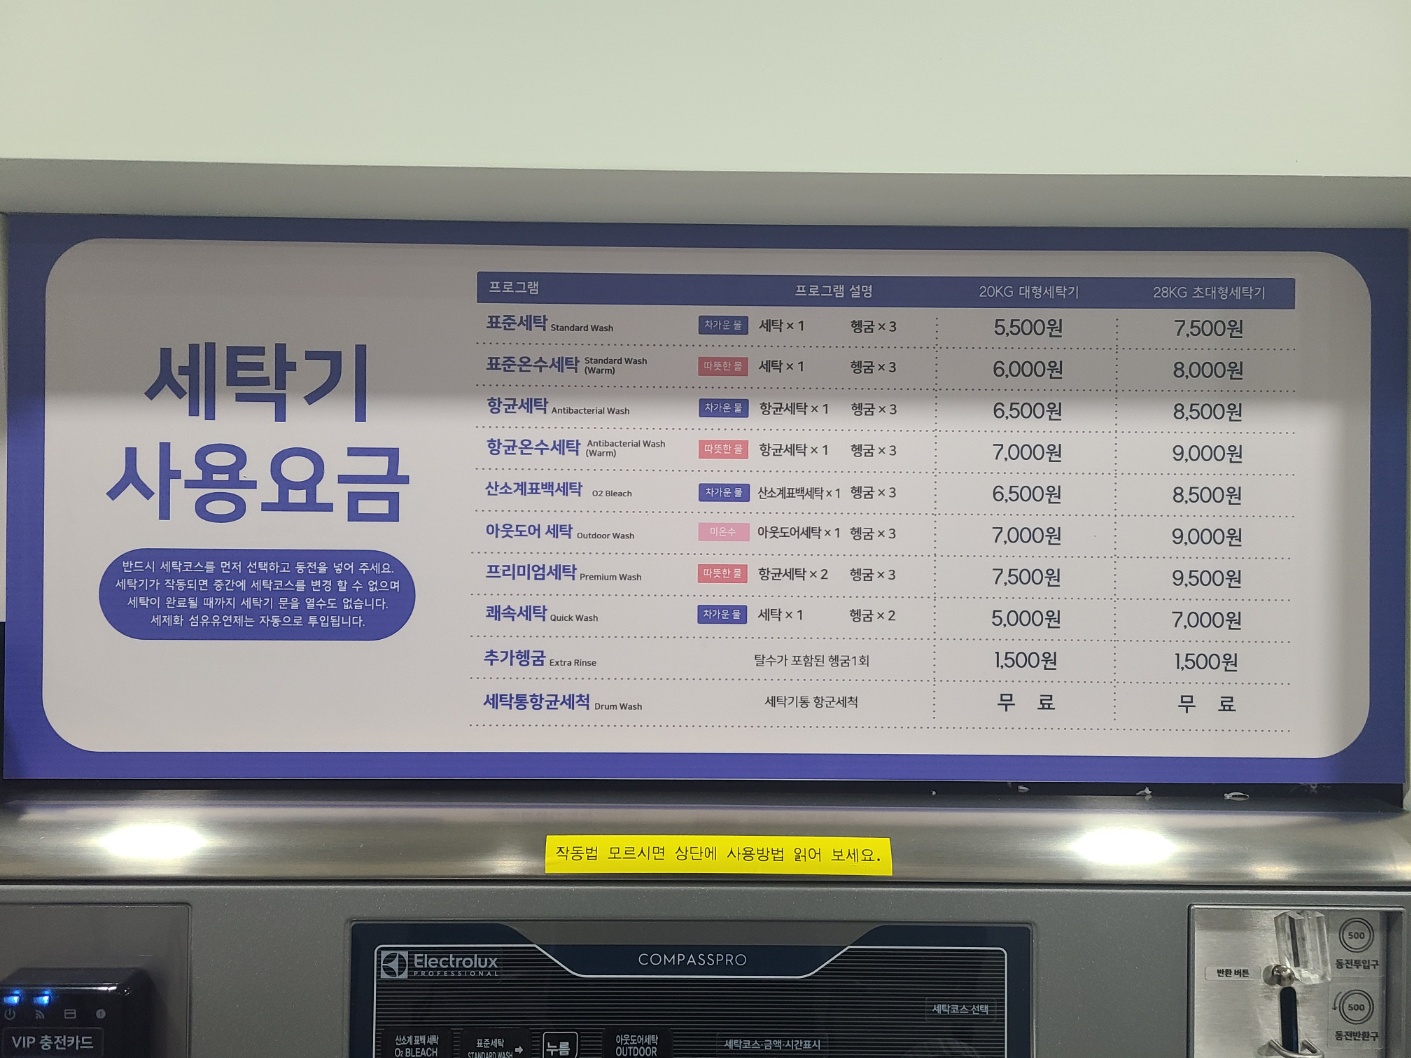 프로그램 프로그램 설명 20KG 대형세탁기 28KG 초대형세탁기
표준세탁 Standard Wash 차가운 물 세탁 × 1 헹굼 × 3 5,500원 7,500원
표준온수세탁 Standard Wash (Warm) 따뜻한 물 세탁 × 1 헹굼 × 3 6,000원 8,000원
항균세탁 Antibacterial Wash 차가운 물 항균세탁 × 1 헹굼 × 3 6,500원 8,500원
항균온수세탁 Antibacterial Wash (Warm) 따뜻한 물 항균세탁 × 1 헹굼 × 3 7,000원 9,000원
산소계표백세탁 O2 Bleach 차가운 물 산소계표백세탁 × 1 헹굼 × 3 6,500원 8,500원
아웃도어 세탁 Outdoor Wash 미온수 아웃도어세탁 × 1 헹굼 × 3 7,000원 9,000원
프리미엄세탁 Premium Wash 따뜻한 물 항균세탁 × 2 헹굼 × 3 7,500원 9,500원
쾌속세탁 Quick Wash 차가운 물 세탁 × 1 헹굼 × 2 5,000원 7,000원
추가헹굼 Extra Rinse 탈수가 포함된 헹굼1회 1,500원 1,500원
세탁통항균세척 Drum Wash 세탁기통 항균세척 무 료 무 료
세탁기
사용요금
반드시 세탁코스를 먼저 선택하고 동전을 넣어 주세요.
세탁기가 작동되면 중간에 세탁코스를 변경 할 수 없으며
세탁이 완료될 때까지 세탁기 문을 열수도 없습니다.
세제화 섬유유연제는 자동으로 투입됩니다.
작동법 모르시면 상단에 사용방법 읽어 보세요.
Electrolux
PROFESSIONAL
COMPASSPRO
세탁코스 선택
산소계 표백 세탁
O2 BLEACH
표준세탁
STANDARD WASH
누름
아웃도어세탁
OUTDOOR
세탁코스·금액·시간표시
VIP 충전카드
반환 버튼
500
동전투입구
500
동전반환구